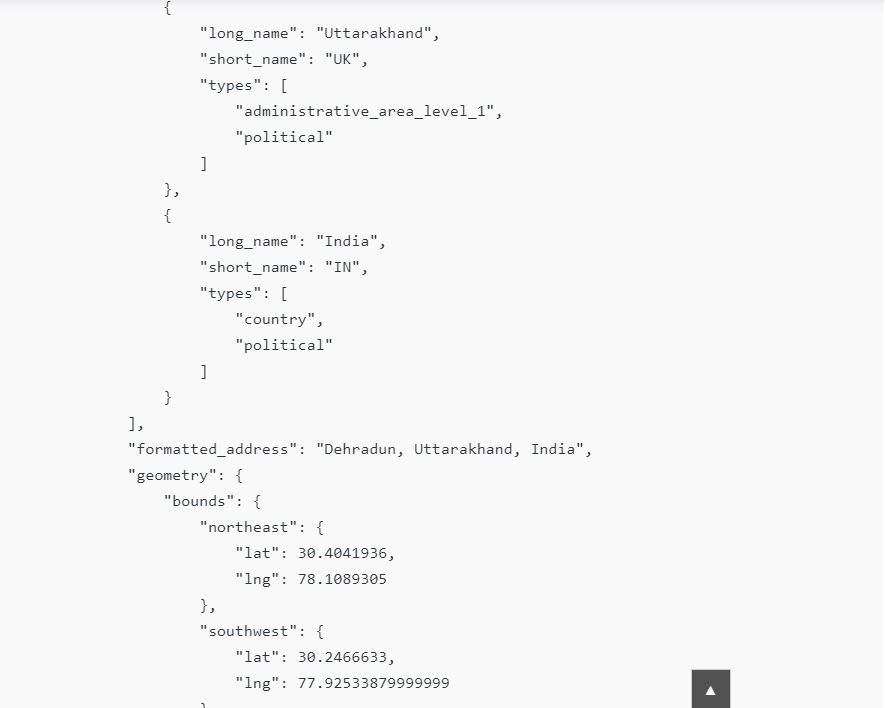 {
"long_name": "Uttarakhand",
"short_name": "UK",
"types": [
"administrative_area_level_1",
"political"
]
},
{
"long_name": "India",
"short_name": "IN",
"types": [
"country",
"political"
]
}
],
"formatted_address": "Dehradun, Uttarakhand, India",
"geometry": {
"bounds": {
"northeast": {
"lat": 30.4041936,
"lng": 78.1089305
},
"southwest": {
"lat": 30.2466633,
"lng": 77.92533879999999
}